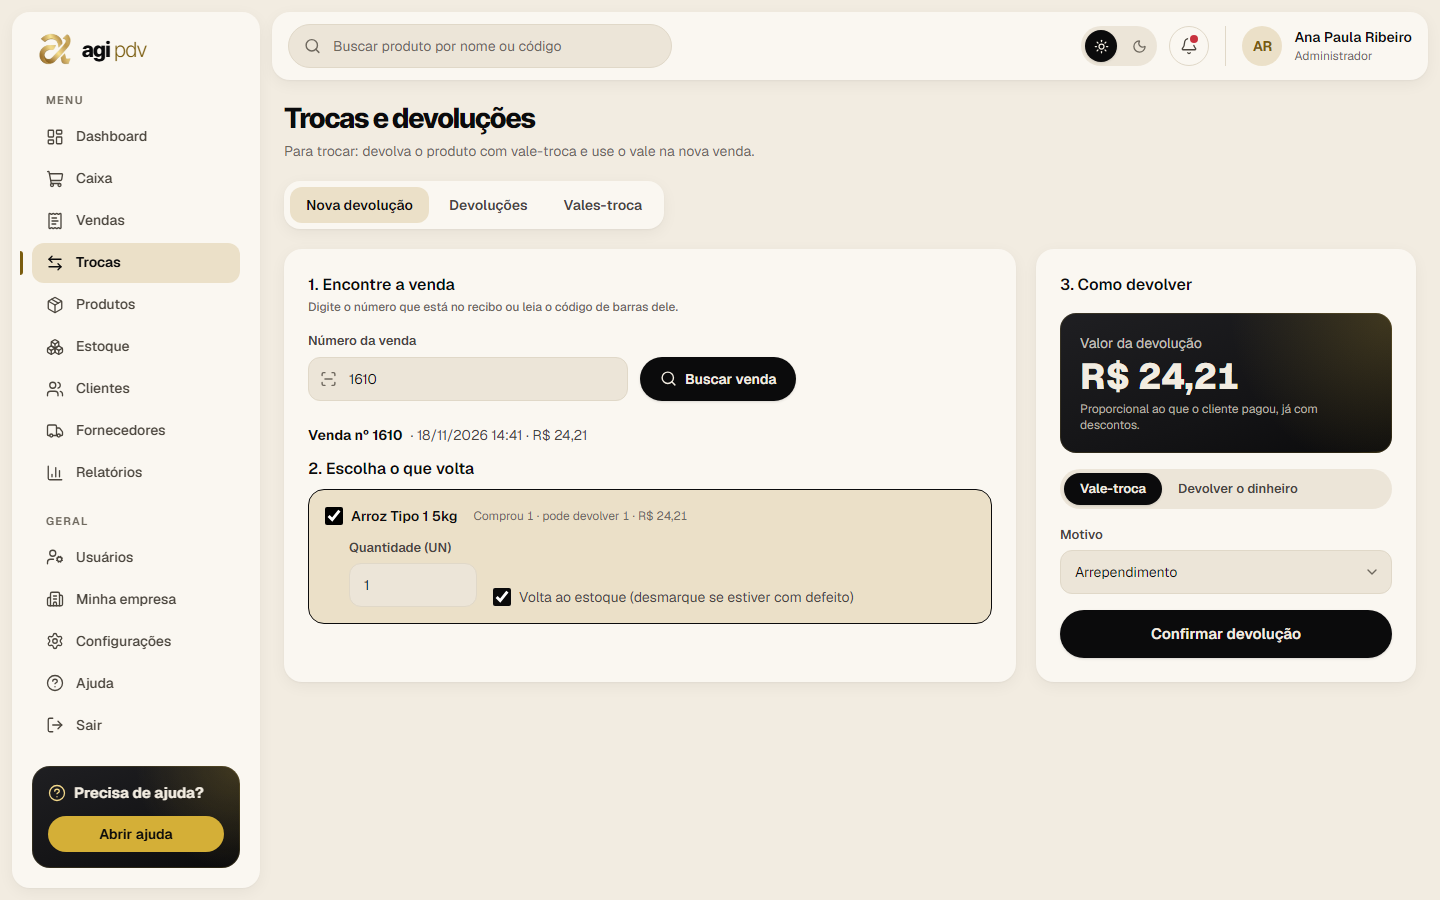 agi pdv
MENU
Dashboard
Caixa
Vendas
Trocas
Produtos
Estoque
Clientes
Fornecedores
Relatórios
GERAL
Usuários
Minha empresa
Configurações
Ajuda
Sair
Precisa de ajuda?
Abrir ajuda
Buscar produto por nome ou código
AR
Ana Paula Ribeiro
Administrador
Trocas e devoluções
Para trocar: devolva o produto com vale-troca e use o vale na nova venda.
Nova devolução
Devoluções
Vales-troca
1. Encontre a venda
Digite o número que está no recibo ou leia o código de barras dele.
Número da venda
1610
Buscar venda
Venda nº 1610 · 18/11/2026 14:41 · R$ 24,21
2. Escolha o que volta
Arroz Tipo 1 5kg Comprou 1 · pode devolver 1 · R$ 24,21
Quantidade (UN)
1
Volta ao estoque (desmarque se estiver com defeito)
3. Como devolver
Valor da devolução
R$ 24,21
Proporcional ao que o cliente pagou, já com
descontos.
Vale-troca
Devolver o dinheiro
Motivo
Arrependimento
Confirmar devolução